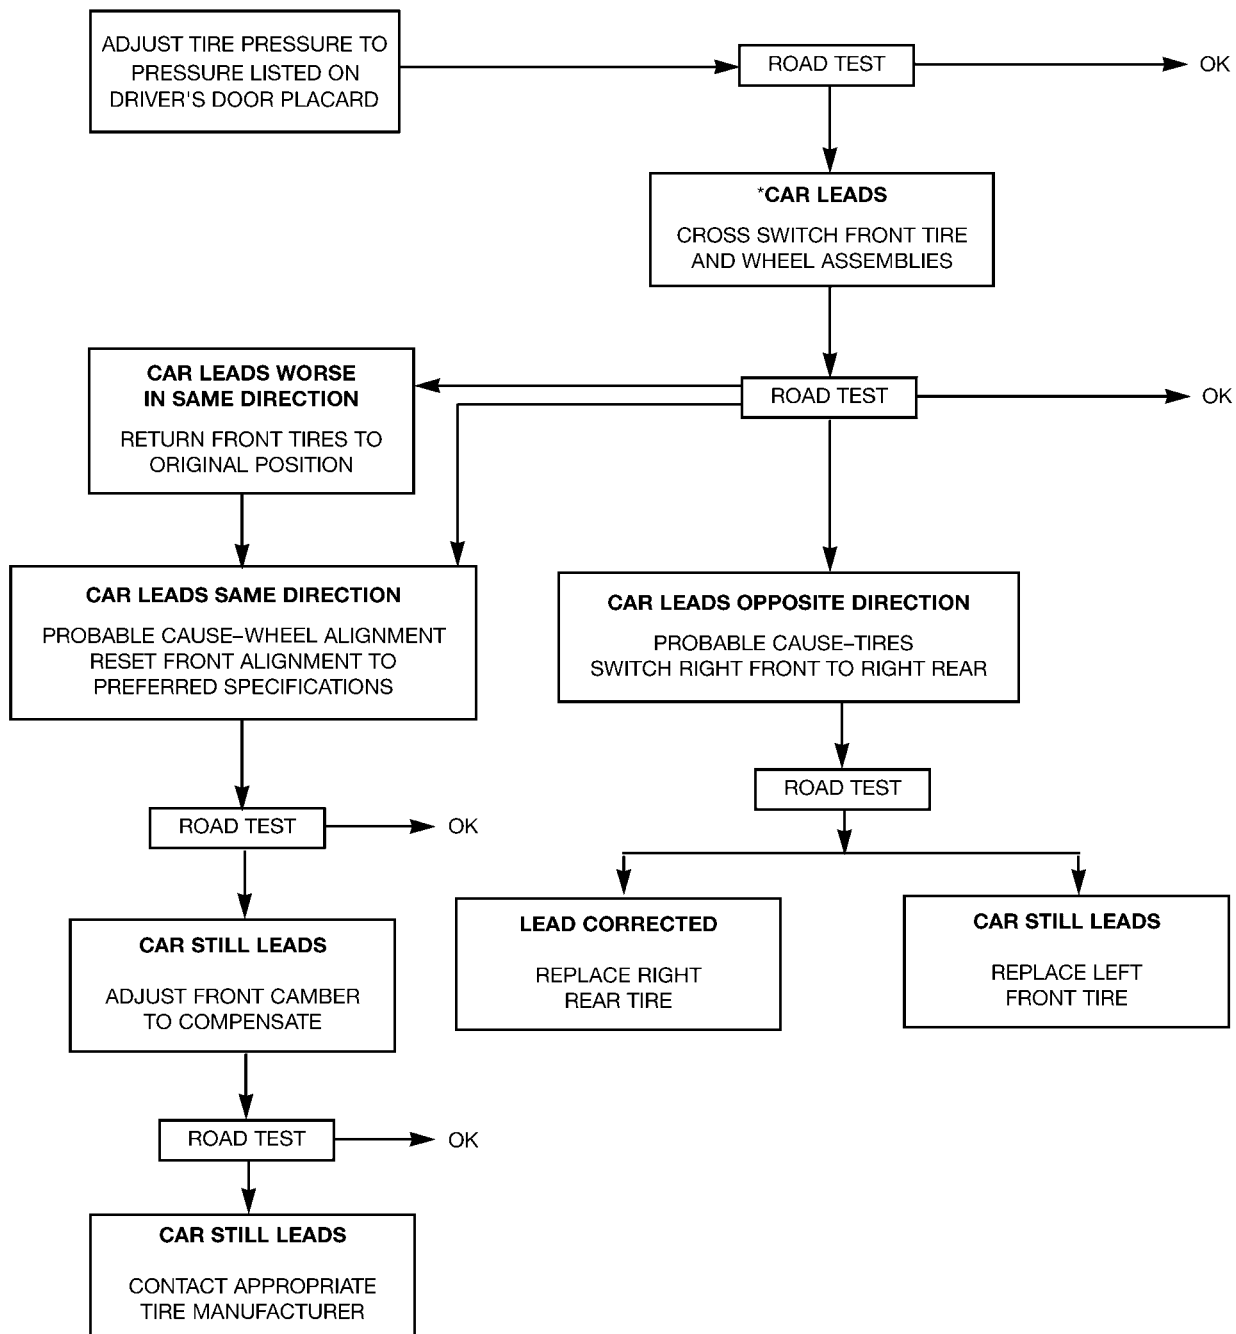 ADJUST TIRE PRESSURE TO
PRESSURE LISTED ON
DRIVER'S DOOR PLACARD
ROAD TEST
OK
*CAR LEADS
CROSS SWITCH FRONT TIRE
AND WHEEL ASSEMBLIES
CAR LEADS WORSE
IN SAME DIRECTION
RETURN FRONT TIRES TO
ORIGINAL POSITION
ROAD TEST
OK
CAR LEADS SAME DIRECTION
PROBABLE CAUSE–WHEEL ALIGNMENT
RESET FRONT ALIGNMENT TO
PREFERRED SPECIFICATIONS
CAR LEADS OPPOSITE DIRECTION
PROBABLE CAUSE–TIRES
SWITCH RIGHT FRONT TO RIGHT REAR
ROAD TEST
ROAD TEST
OK
LEAD CORRECTED
REPLACE RIGHT
REAR TIRE
CAR STILL LEADS
REPLACE LEFT
FRONT TIRE
CAR STILL LEADS
ADJUST FRONT CAMBER
TO COMPENSATE
ROAD TEST
OK
CAR STILL LEADS
CONTACT APPROPRIATE
TIRE MANUFACTURER